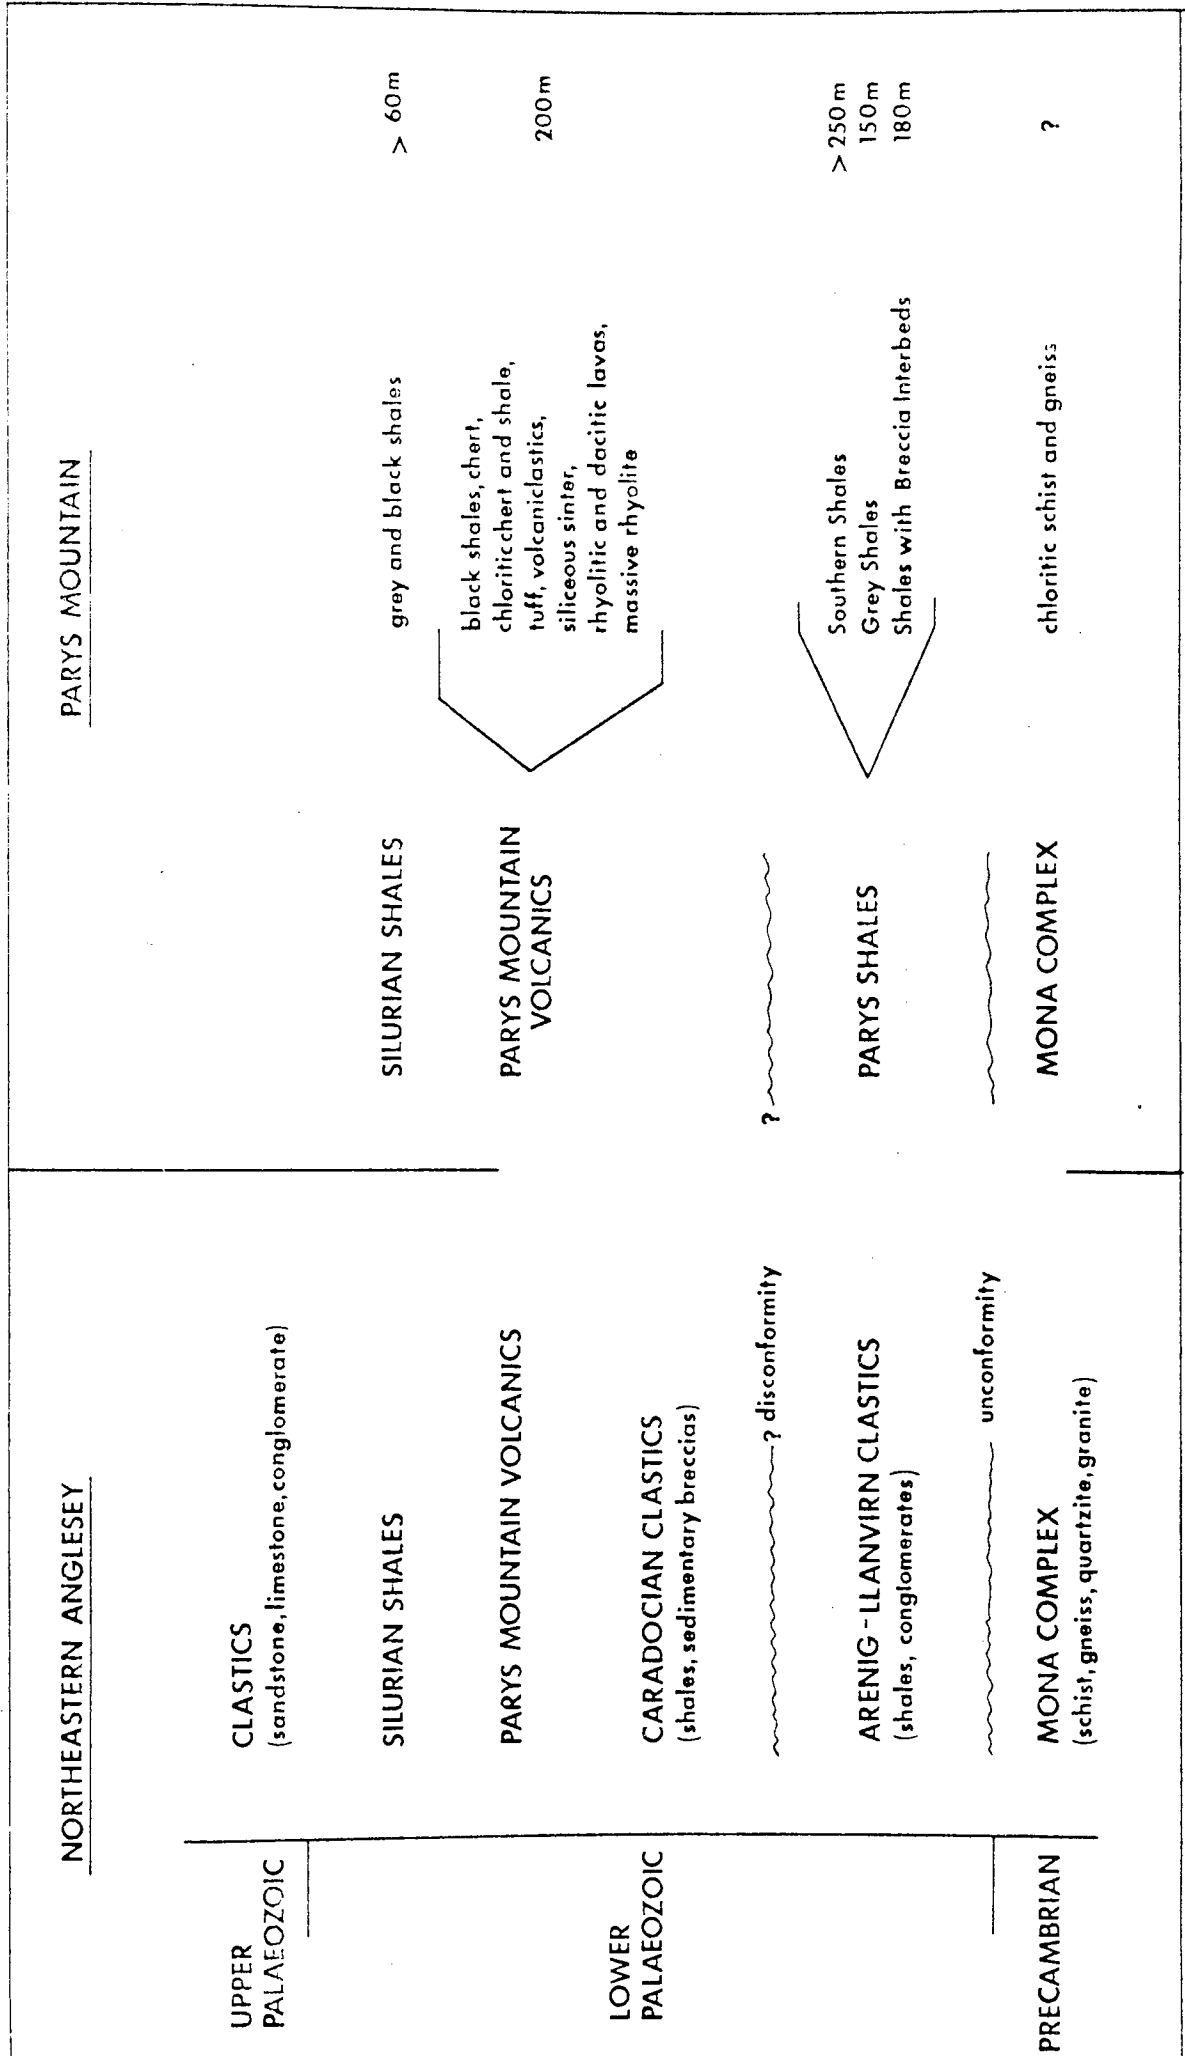 NORTHEASTERN ANGLESEY
PARYS MOUNTAIN
UPPER
PALAEOZOIC
CLASTICS
(sandstone, limestone, conglomerate)
SILURIAN SHALES
SILURIAN SHALES
grey and black shales
> 60m
PARYS MOUNTAIN VOLCANICS
PARYS MOUNTAIN
VOLCANICS
black shales, chert,
chloritic chert and shale,
tuff, volcaniclastics,
siliceous sinter,
rhyolitic and dacitic lavas,
massive rhyolite
200m
LOWER
PALAEOZOIC
CARADOCIAN CLASTICS
(shales, sedimentary breccias)
? disconformity
?
ARENIG-LLANVIRN CLASTICS
(shales, conglomerates)
PARYS SHALES
Southern Shales
> 250m
Grey Shales
150m
Shales with Breccia Interbeds
180m
unconformity
PRECAMBRIAN
MONA COMPLEX
(schist, gneiss, quartzite, granite)
MONA COMPLEX
chloritic schist and gneiss
?